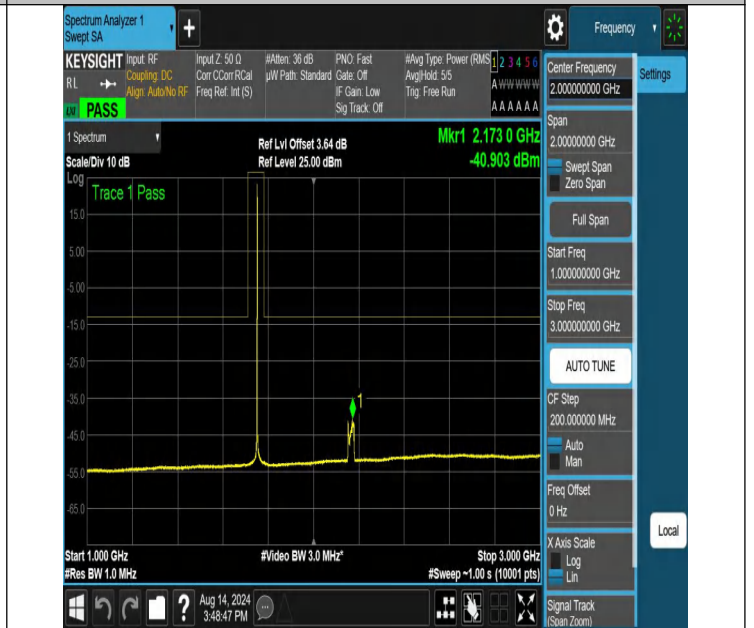 Spectrum Analyzer 1
Swept SA
Frequency
KEYSIGHT
RL
PASS
Input: RF
Coupling: DC
Align: Auto/No RF
Input Z: 50 Ω
Corr CCorr RCal
Freq Ref: Int (S)
#Atten: 36 dB
µW Path: Standard
PNO: Fast
Gate: Off
IF Gain: Low
Sig Track: Off
#Avg Type: Power (RMS
Avg|Hold: 5/5
Trig: Free Run
1 2 3 4 5 6
A W W W W W
A A A A A A
1 Spectrum
Scale/Div 10 dB
Ref Lvl Offset 3.64 dB
Ref Level 25.00 dBm
Mkr1 2.173 0 GHz
-40.903 dBm
Log
Trace 1 Pass
15.0
5.00
-5.00
-15.0
-25.0
-35.0
-45.0
-55.0
-65.0
1
Start 1.000 GHz
#Res BW 1.0 MHz
#Video BW 3.0 MHz*
Stop 3.000 GHz
#Sweep ~1.00 s (10001 pts)
Aug 14, 2024
3:48:47 PM
Center Frequency
2.000000000 GHz
Settings
Span
2.00000000 GHz
Swept Span
Zero Span
Full Span
Start Freq
1.000000000 GHz
Stop Freq
3.000000000 GHz
AUTO TUNE
CF Step
200.000000 MHz
Auto
Man
Freq Offset
0 Hz
X Axis Scale
Log
Lin
Local
Signal Track
(Span Zoom)